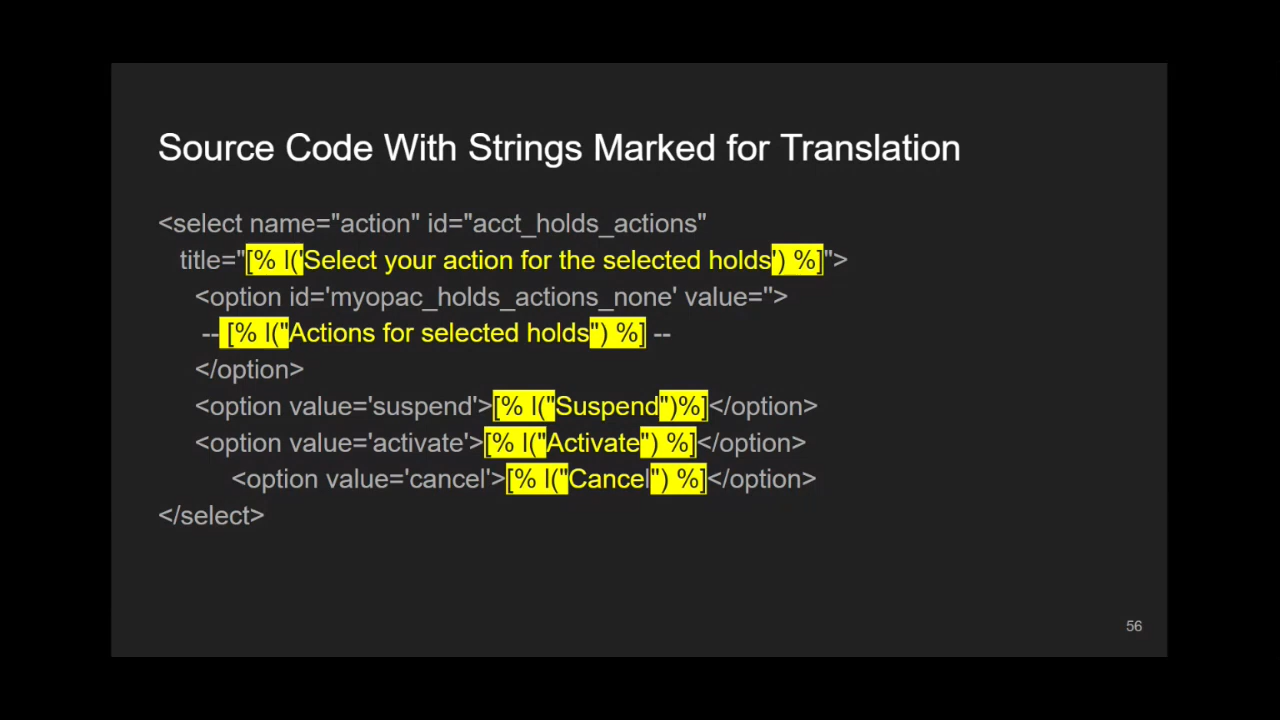 Source Code With Strings Marked for Translation
<select name="action" id="acct_holds_actions"
title="[% l('Select your action for the selected holds') %]">
<option id='myopac_holds_actions_none' value=''>
-- [% l("Actions for selected holds") %] --
</option>
<option value='suspend'>[% l("Suspend")%]</option>
<option value='activate'>[% l("Activate") %]</option>
<option value='cancel'>[% l("Cancel") %]</option>
</select>
56